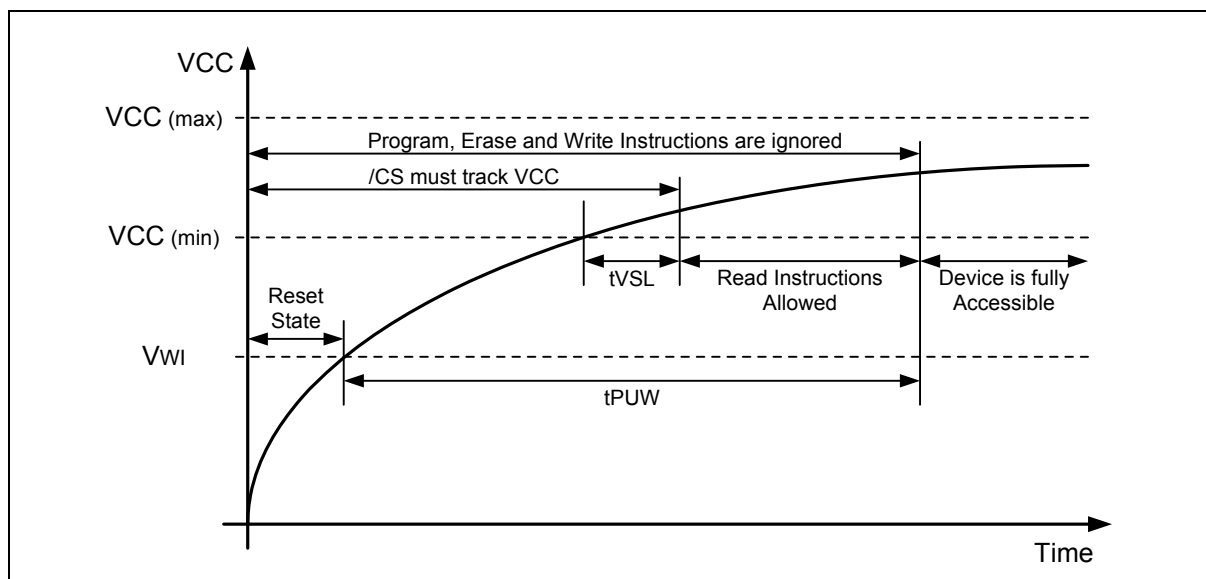 VCC
VCC (max)
Program, Erase and Write Instructions are ignored
/CS must track VCC
VCC (min)
tVSL
Read Instructions
Allowed
Device is fully
Accessible
Reset
State
VWI
tPUW
Time